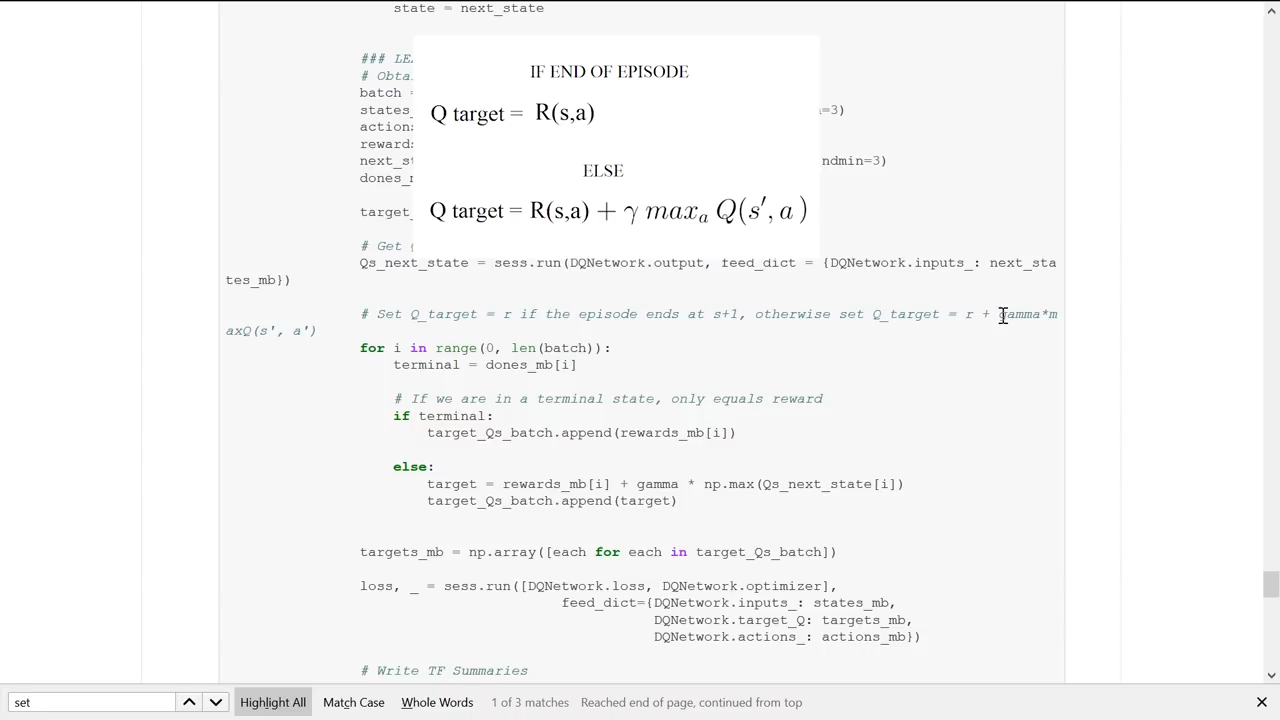 state = next_state
### LE
# Obta
IF END OF EPISODE
batch =
states_
Q target = R(s,a)
n=3)
actions
rewards
next_st
ndmin=3)
dones_m
ELSE
target_
Q target = R(s,a) + γ max_a Q(s′, a )
# Get
Qs_next_state = sess.run(DQNetwork.output, feed_dict = {DQNetwork.inputs_: next_sta
tes_mb})
# Set Q_target = r if the episode ends at s+1, otherwise set Q_target = r + gamma*m
axQ(s', a')
for i in range(0, len(batch)):
terminal = dones_mb[i]
# If we are in a terminal state, only equals reward
if terminal:
target_Qs_batch.append(rewards_mb[i])
else:
target = rewards_mb[i] + gamma * np.max(Qs_next_state[i])
target_Qs_batch.append(target)
targets_mb = np.array([each for each in target_Qs_batch])
loss, _ = sess.run([DQNetwork.loss, DQNetwork.optimizer],
feed_dict={DQNetwork.inputs_: states_mb,
DQNetwork.target_Q: targets_mb,
DQNetwork.actions_: actions_mb})
# Write TF Summaries
set
Highlight All
Match Case
Whole Words
1 of 3 matches
Reached end of page, continued from top